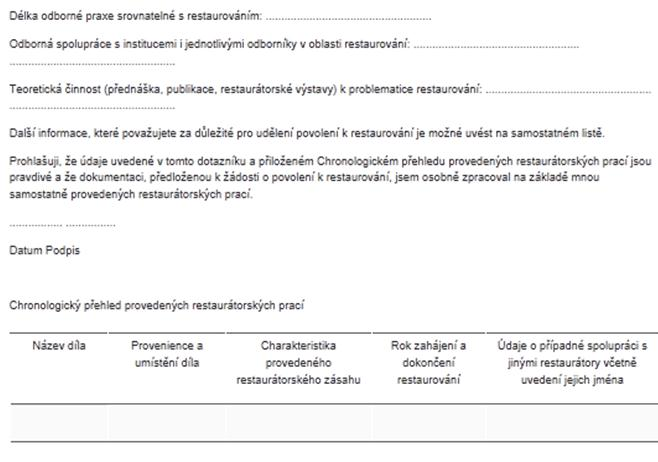 Délka odborné praxe srovnatelné s restaurováním: ........................................................
Odborná spolupráce s institucemi i jednotlivými odborníky v oblasti restaurování: ........................................................
........................................................
Teoretická činnost (přednáška, publikace, restaurátorské výstavy) k problematice restaurování: ........................................................
........................................................
Další informace, které považujete za důležité pro udělení povolení k restaurování je možné uvést na samostatném listě.
Prohlašuji, že údaje uvedené v tomto dotazníku a přiloženém Chronologickém přehledu provedených restaurátorských prací jsou
pravdivé a že dokumentaci, předloženou k žádosti o povolení k restaurování, jsem osobně zpracoval na základě mnou
samostatně provedených restaurátorských prací.
.................. .................
Datum Podpis
Chronologický přehled provedených restaurátorských prací
Název díla
Provenience a
umístění díla
Charakteristika
provedeného
restaurátorského zásahu
Rok zahájení a
dokončení
restaurování
Údaje o případné spolupráci s
jinými restaurátory včetně
uvedení jejich jména